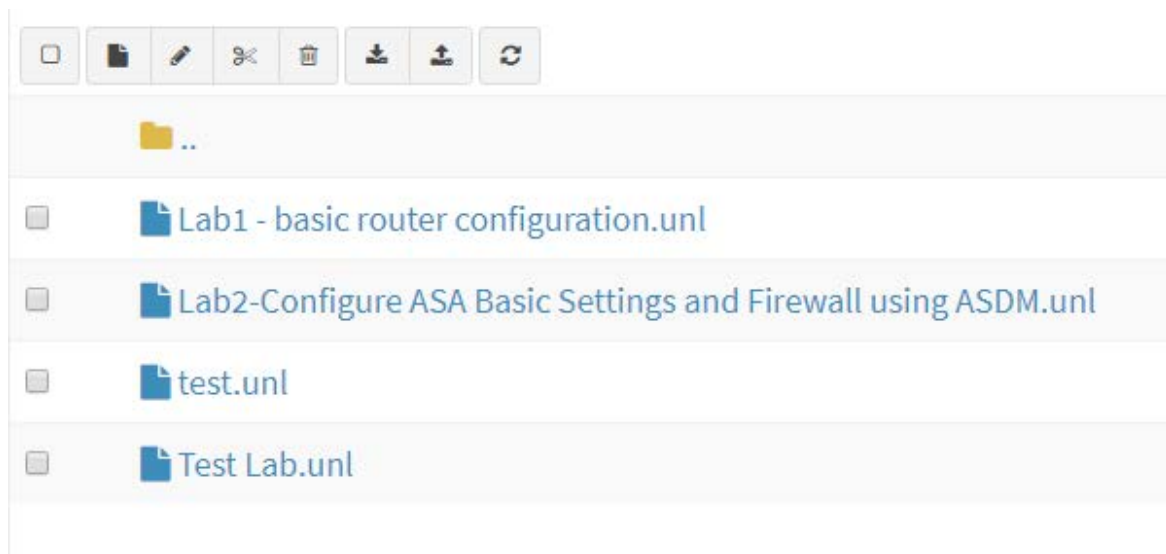 ..
Lab1 - basic router configuration.unl
Lab2-Configure ASA Basic Settings and Firewall using ASDM.unl
test.unl
Test Lab.unl